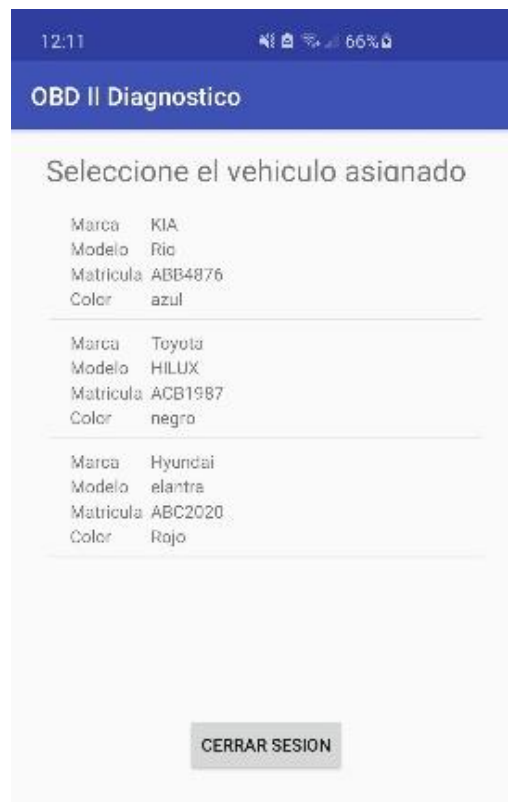 12:11 66%
OBD II Diagnostico
Seleccione el vehiculo asignado
Marca KIA
Modelo Rio
Matricula ABB4876
Color azul
Marca Toyota
Modelo HILUX
Matricula ACB1987
Color negro
Marca Hyundai
Modelo elantra
Matricula ABC2020
Color Rojo
CERRAR SESION